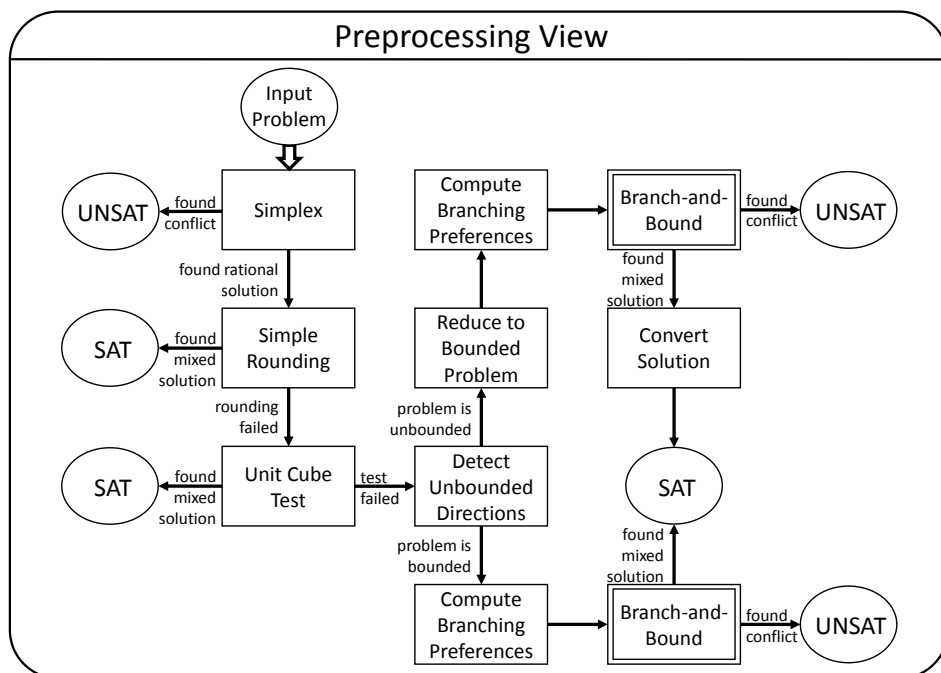 Preprocessing View
Input
Problem
UNSAT
found
conflict
Simplex
found rational
solution
SAT
found
mixed
solution
Simple
Rounding
rounding
failed
SAT
found
mixed
solution
Unit Cube
Test
test
failed
Detect
Unbounded
Directions
problem is
unbounded
Reduce to
Bounded
Problem
Compute
Branching
Preferences
Branch-and-
Bound
found
conflict
UNSAT
found
mixed
solution
Convert
Solution
SAT
problem is
bounded
Compute
Branching
Preferences
Branch-and-
Bound
found
mixed
solution
found
conflict
UNSAT